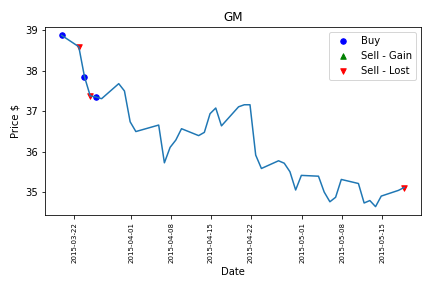 GM
Buy
Sell - Gain
Sell - Lost
39
38
37
36
35
Price $
2015-03-22
2015-04-01
2015-04-08
2015-04-15
2015-04-22
2015-05-01
2015-05-08
2015-05-15
Date